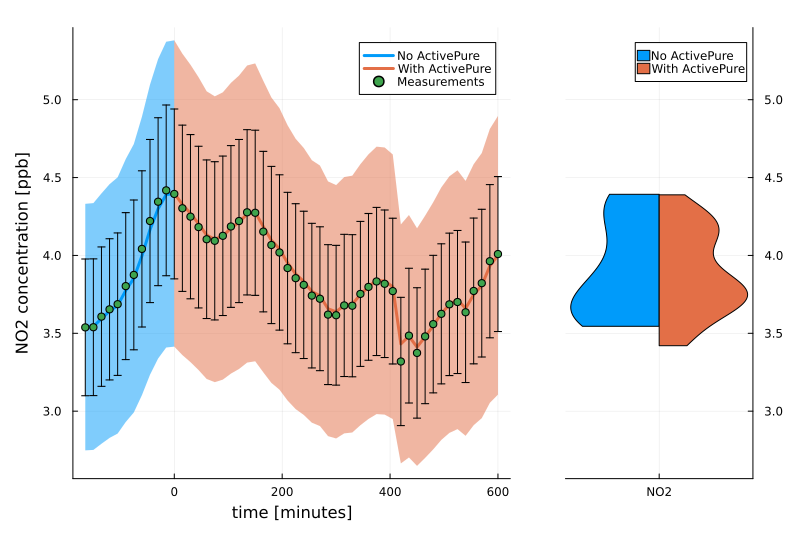 No ActivePure
With ActivePure
Measurements
No ActivePure
With ActivePure
5.0
4.5
4.0
3.5
3.0
NO2 concentration [ppb]
5.0
4.5
4.0
3.5
3.0
0
200
400
600
NO2
time [minutes]